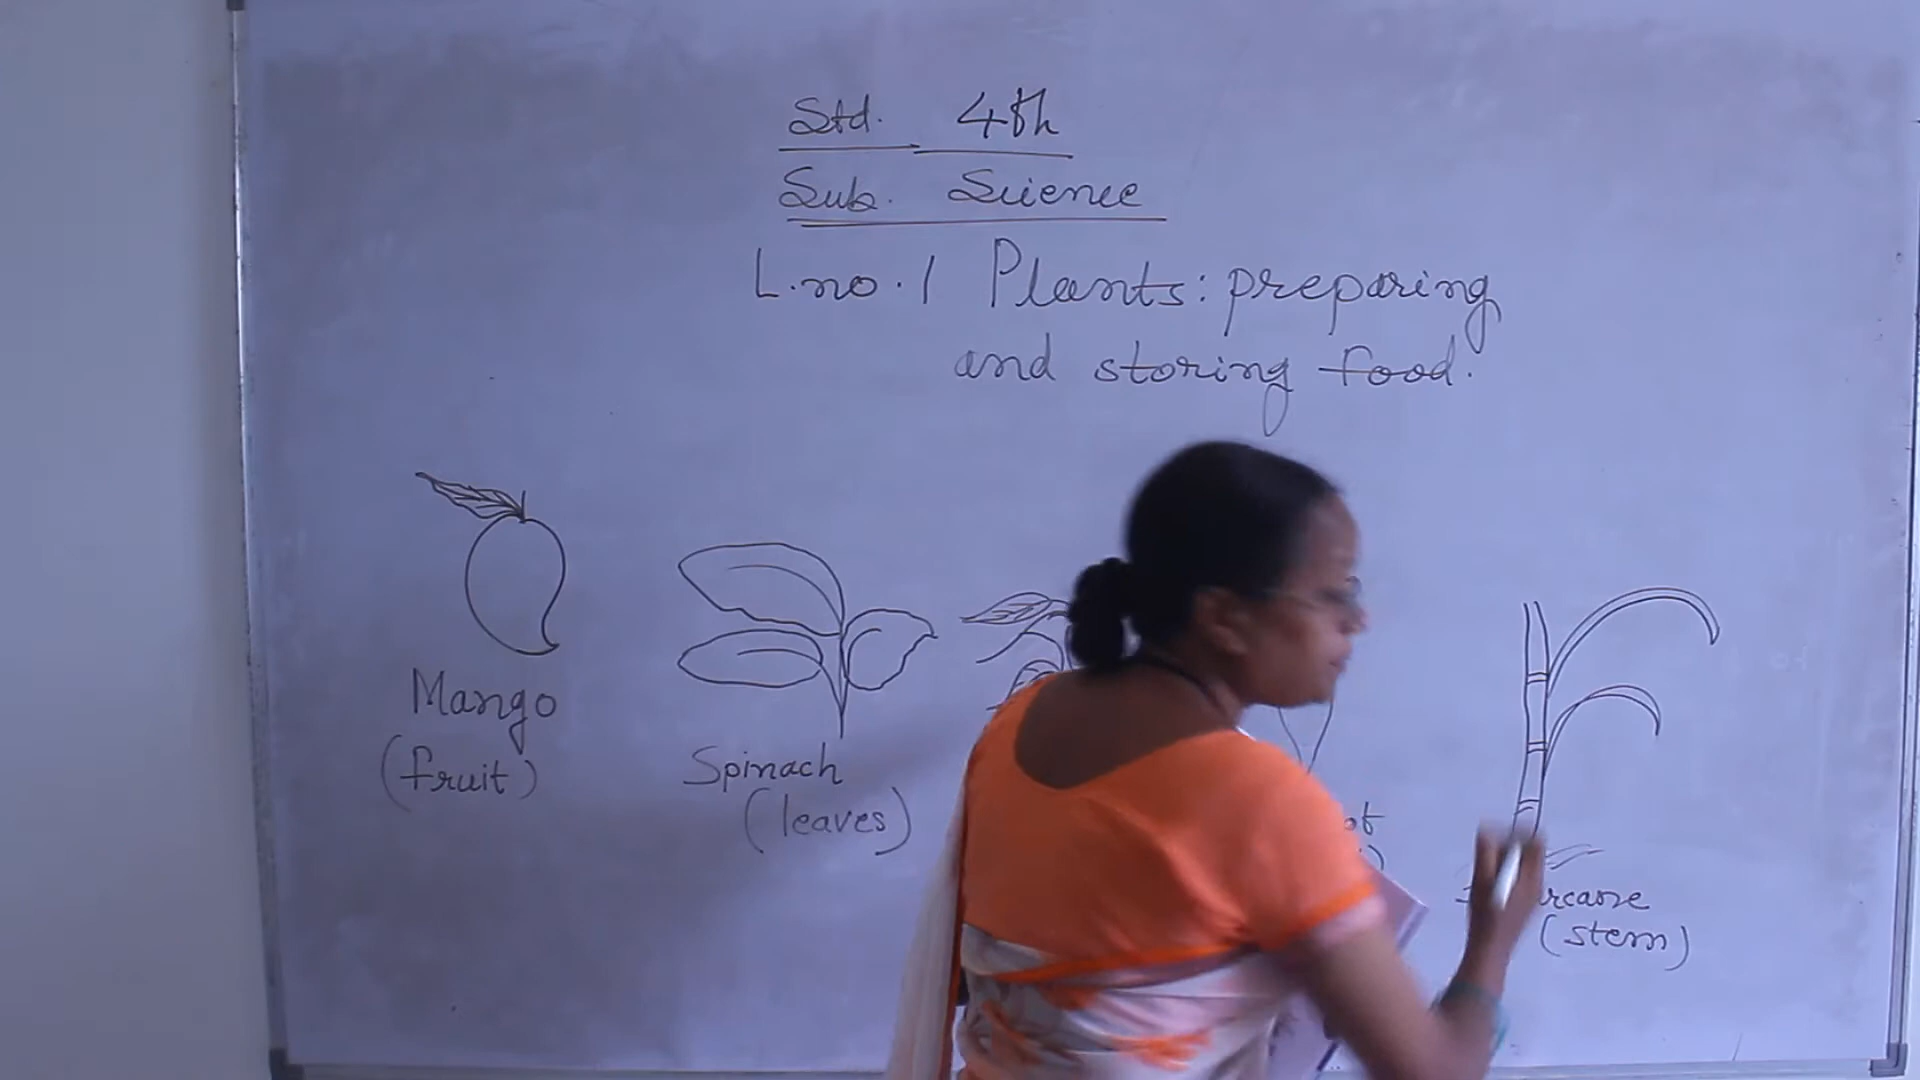 Std. 4th
Sub. Science
L.no.1 Plants: preparing
and storing food.
Mango
(fruit)
Spinach
(leaves)
(stem)